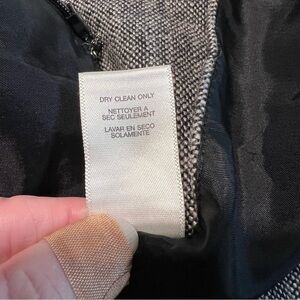 DRY CLEAN ONLY
NETTOYER A
SEC SEULEMENT
LAVAR EN SECO
SOLAMENTE